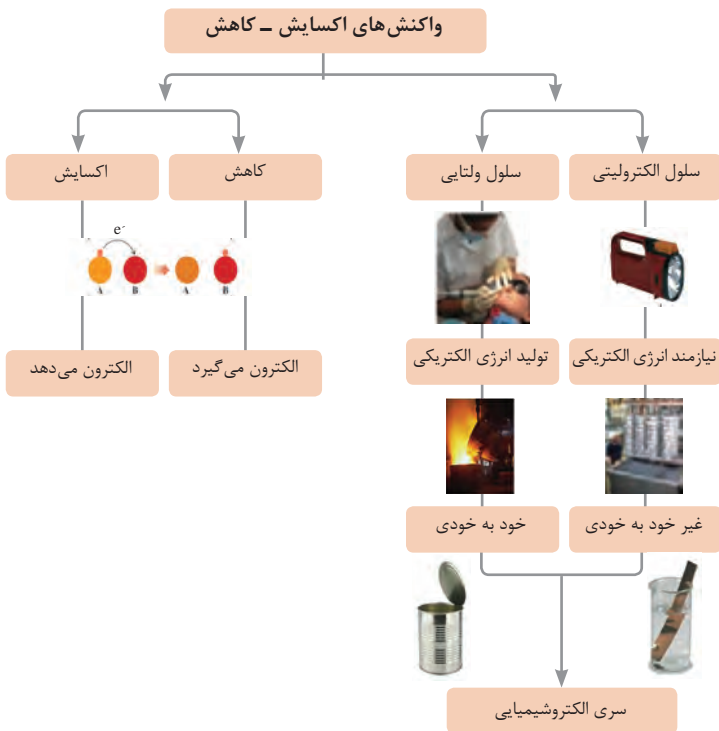 واکنش‌های اکسایش ـ کاهش
سلول الکترولیتی
سلول ولتایی
کاهش
اکسایش
e-
A B A B
نیازمند انرژی الکتریکی
تولید انرژی الکتریکی
الکترون می‌گیرد
الکترون می‌دهد
غیر خود به خودی
خود به خودی
سری الکتروشیمیایی